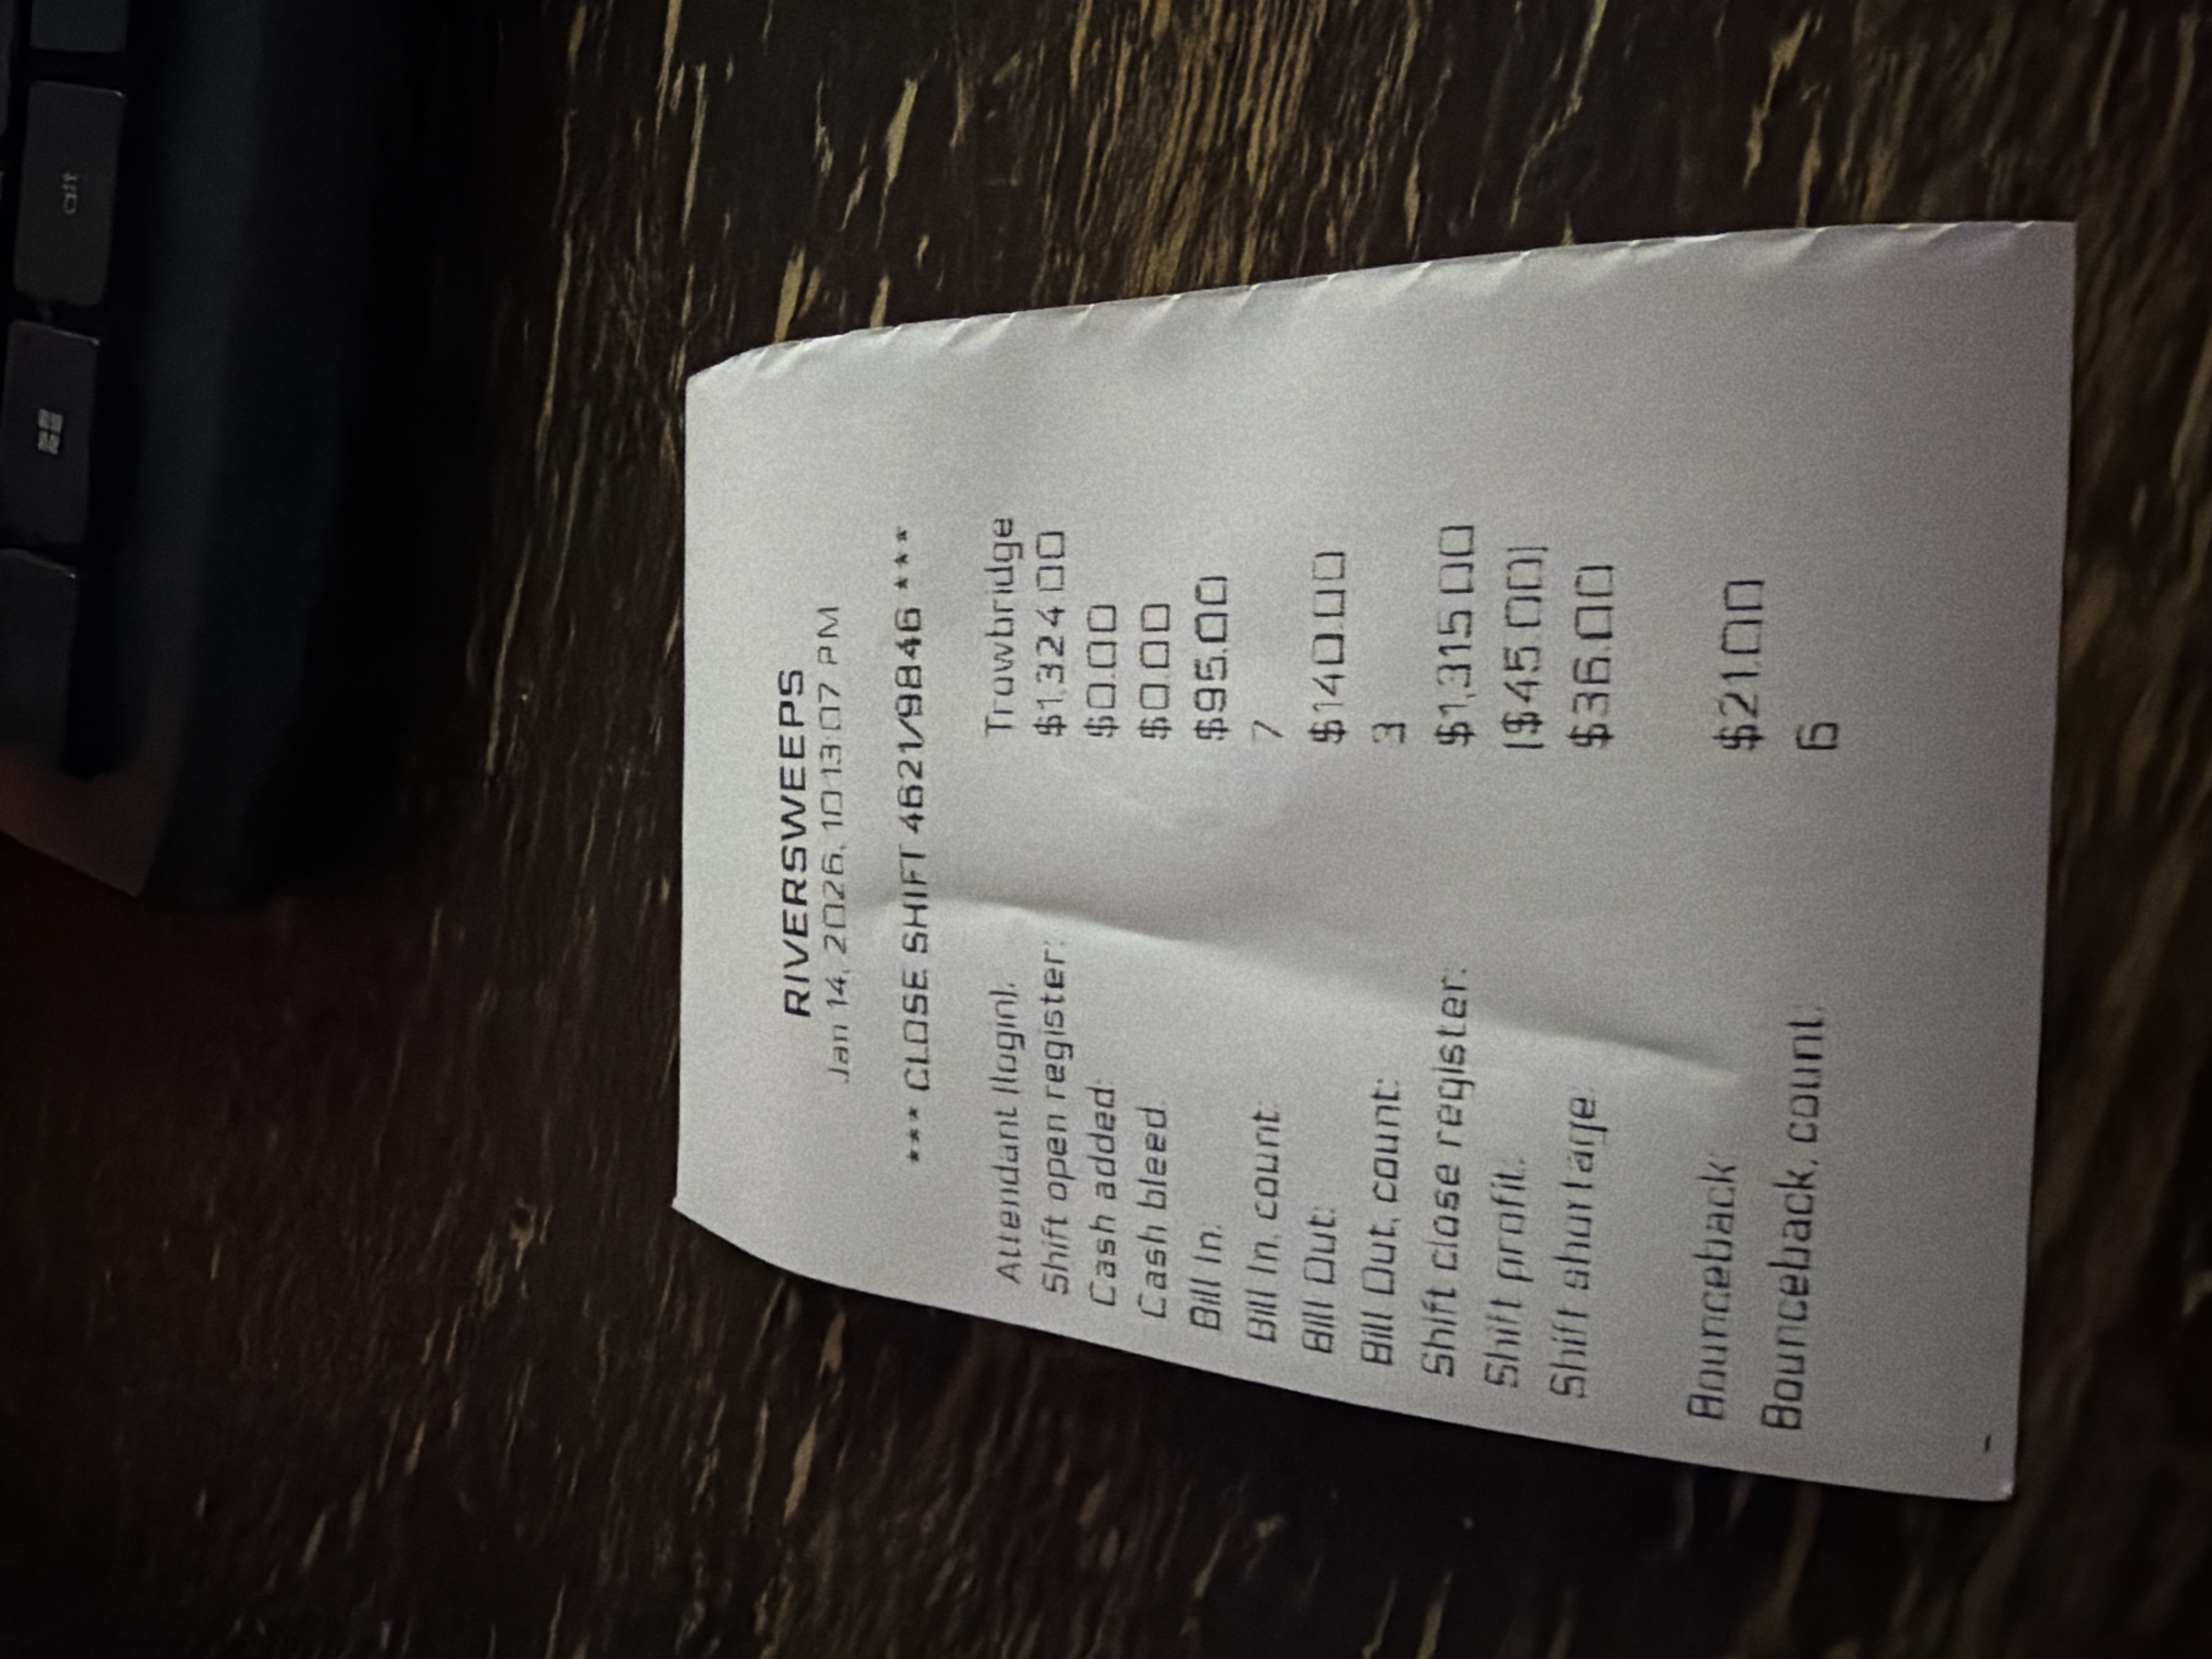 RIVERSWEEPS
Jan 14, 2026, 10:13:07 PM
*** CLOSE SHIFT 4621/9846 ***
Attendant (login): Trowbridge
Shift open register: $1,324.00
Cash added: $0.00
Cash bleed: $0.00
Bill In: $95.00
Bill In, count: 7
Bill Out: $140.00
Bill Out, count: 3
Shift close register: $1,315.00
Shift profit: ($45.00)
Shift shortage: $36.00
Bounceback: $21.00
Bounceback, count: 6
Ctrl